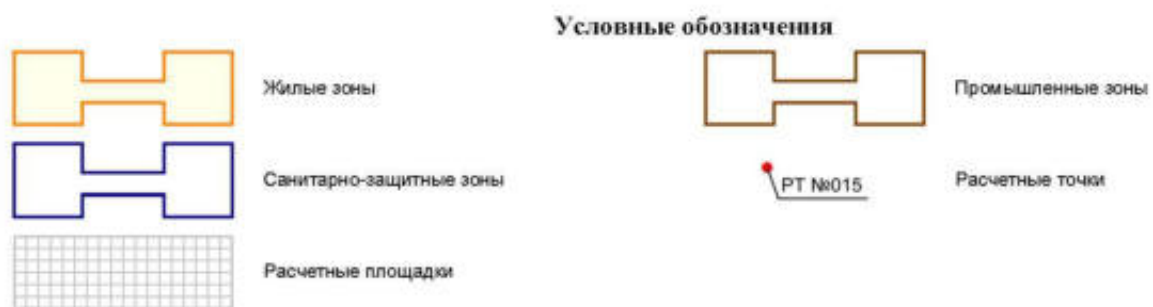 Условные обозначения
Жилые зоны
Промышленные зоны
Санитарно-защитные зоны
РТ №015
Расчетные точки
Расчетные площадки